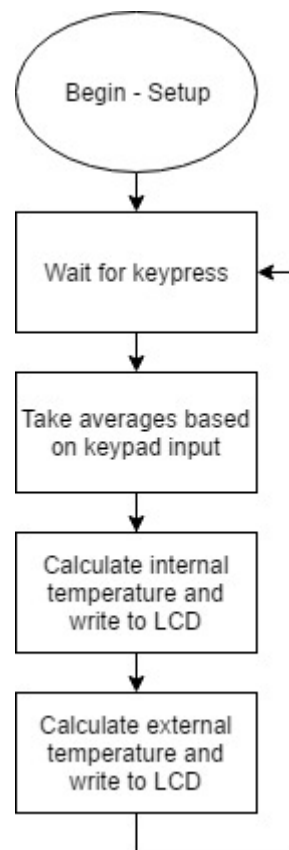 Begin - Setup
Wait for keypress
Take averages based
on keypad input
Calculate internal
temperature and
write to LCD
Calculate external
temperature and
write to LCD